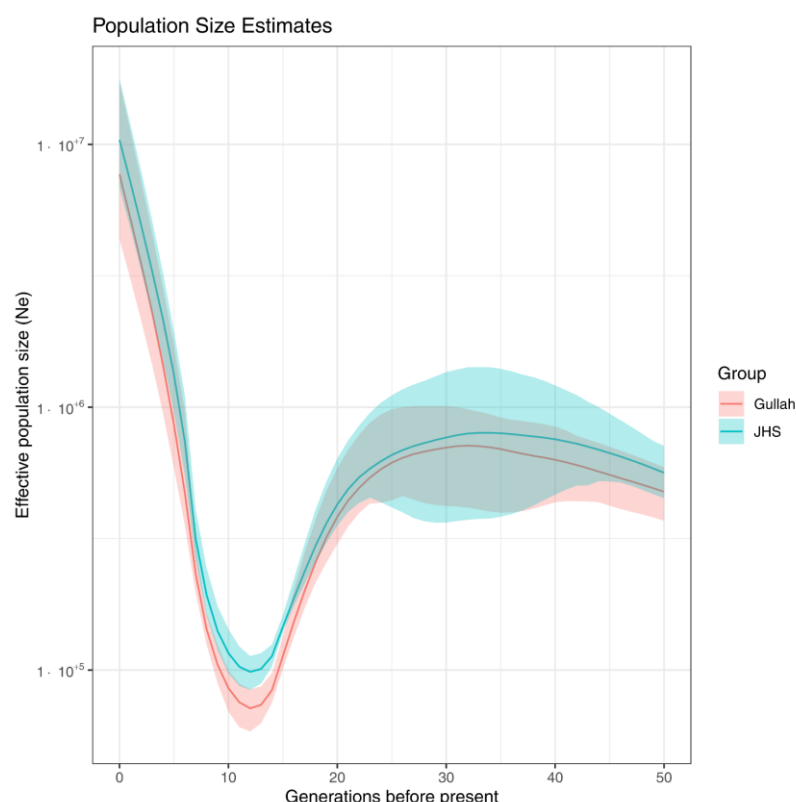 Population Size Estimates
Effective population size (Ne)
1 · 10⁺⁷
1 · 10⁺⁶
1 · 10⁺⁵
0 10 20 30 40 50
Generations before present
Group
Gullah
JHS